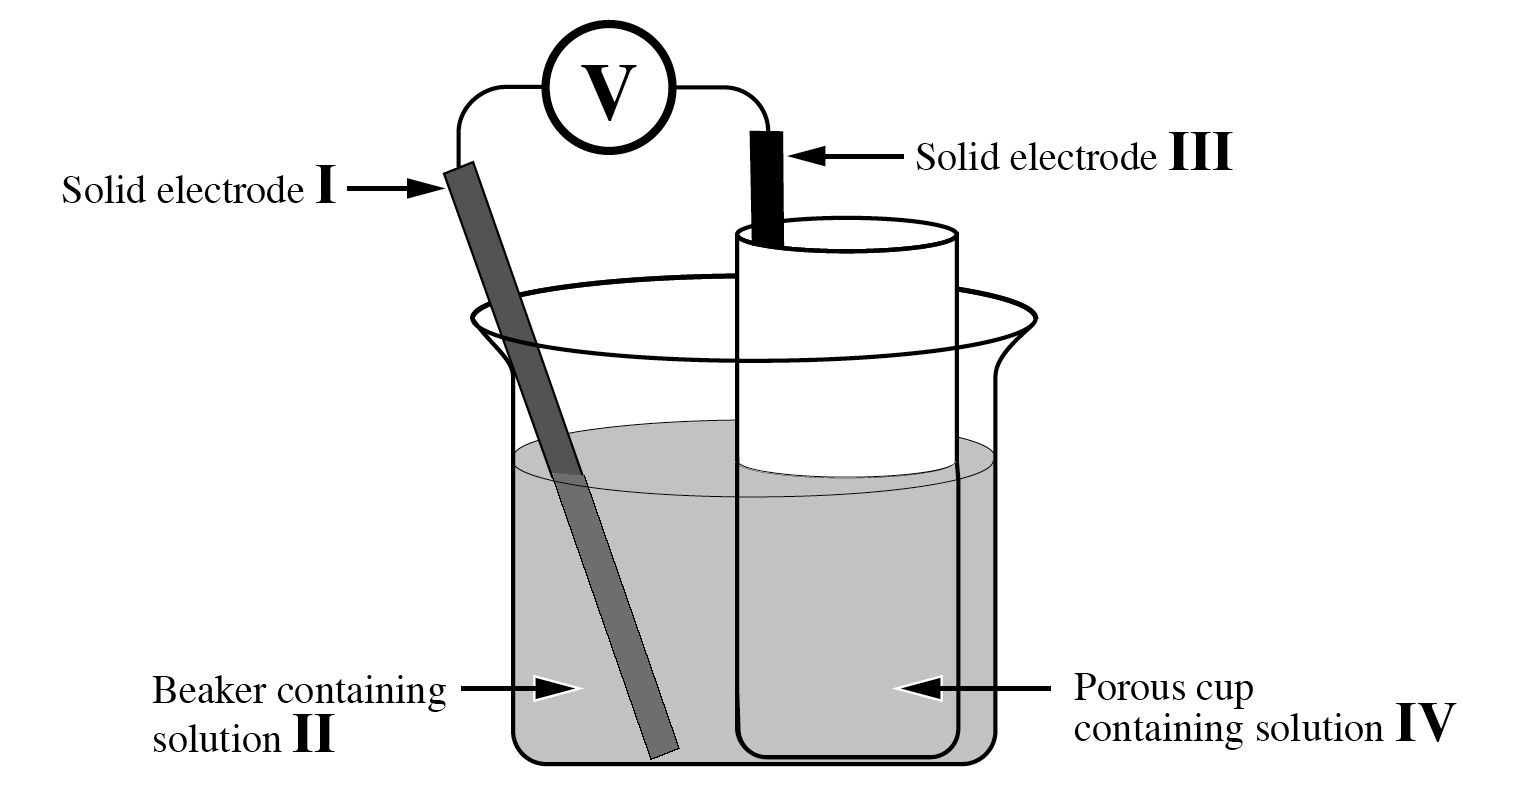 V
Solid electrode III
Solid electrode I
Beaker containing
solution II
Porous cup
containing solution IV